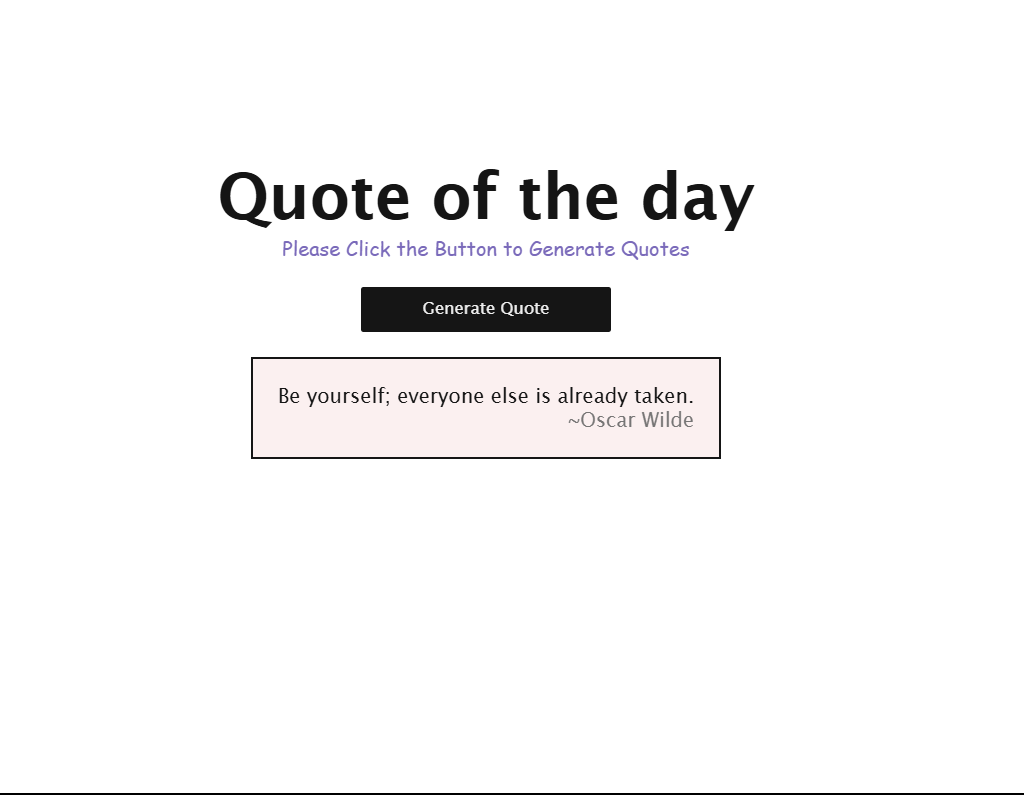 Quote of the day
Please Click the Button to Generate Quotes
Generate Quote
Be yourself; everyone else is already taken.
~Oscar Wilde